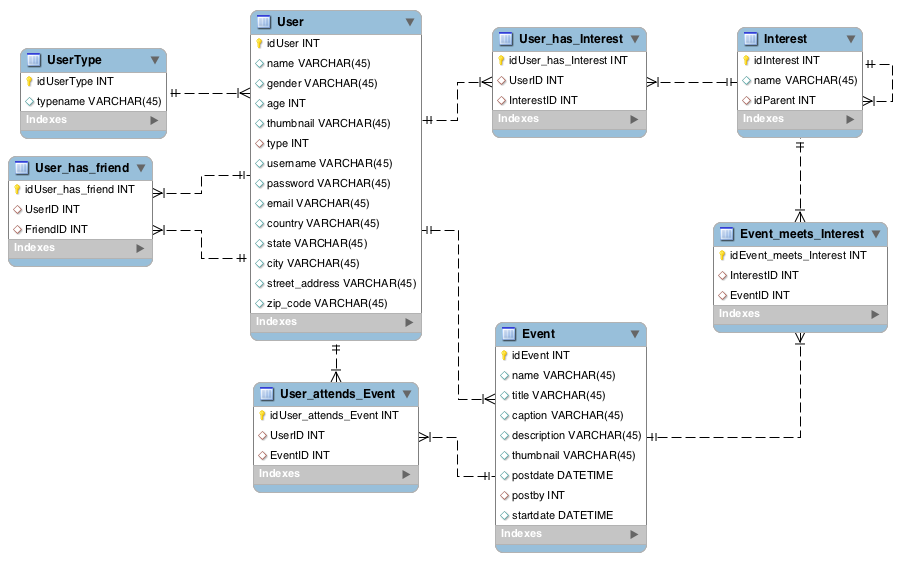 UserType
idUserType INT
typename VARCHAR(45)
Indexes
User_has_friend
idUser_has_friend INT
UserID INT
FriendID INT
Indexes
User
idUser INT
name VARCHAR(45)
gender VARCHAR(45)
age INT
thumbnail VARCHAR(45)
type INT
username VARCHAR(45)
password VARCHAR(45)
email VARCHAR(45)
country VARCHAR(45)
state VARCHAR(45)
city VARCHAR(45)
street_address VARCHAR(45)
zip_code VARCHAR(45)
Indexes
User_attends_Event
idUser_attends_Event INT
UserID INT
EventID INT
Indexes
User_has_Interest
idUser_has_Interest INT
UserID INT
InterestID INT
Indexes
Event
idEvent INT
name VARCHAR(45)
title VARCHAR(45)
caption VARCHAR(45)
description VARCHAR(45)
thumbnail VARCHAR(45)
postdate DATETIME
postby INT
startdate DATETIME
Indexes
Interest
idInterest INT
name VARCHAR(45)
idParent INT
Indexes
Event_meets_Interest
idEvent_meets_Interest INT
InterestID INT
EventID INT
Indexes